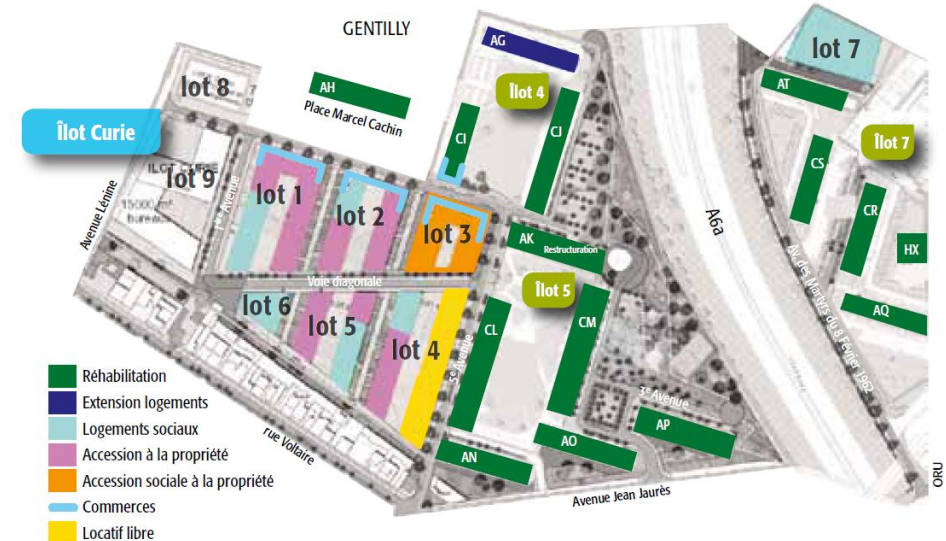 GENTILLY
AG
lot 7
lot 8
AH
Îlot 4
AT
Place Marcel Cachin
Îlot Curie
CI
CJ
Îlot 7
lot 9
15000 m²
bureau
Avenue Lénine
1re Avenue
lot 1
lot 2
lot 3
CS
CR
A6a
AK
Restructuration
HX
Voie diagonale
Îlot 5
lot 6
lot 5
lot 4
CL
CM
AQ
Av. des Martyrs du 8 Février 1962
5e Avenue
3e Avenue
Réhabilitation
Extension logements
Logements sociaux
Accession à la propriété
Accession sociale à la propriété
Commerces
Locatif libre
rue Voltaire
AN
AO
AP
Avenue Jean Jaurès
ORU